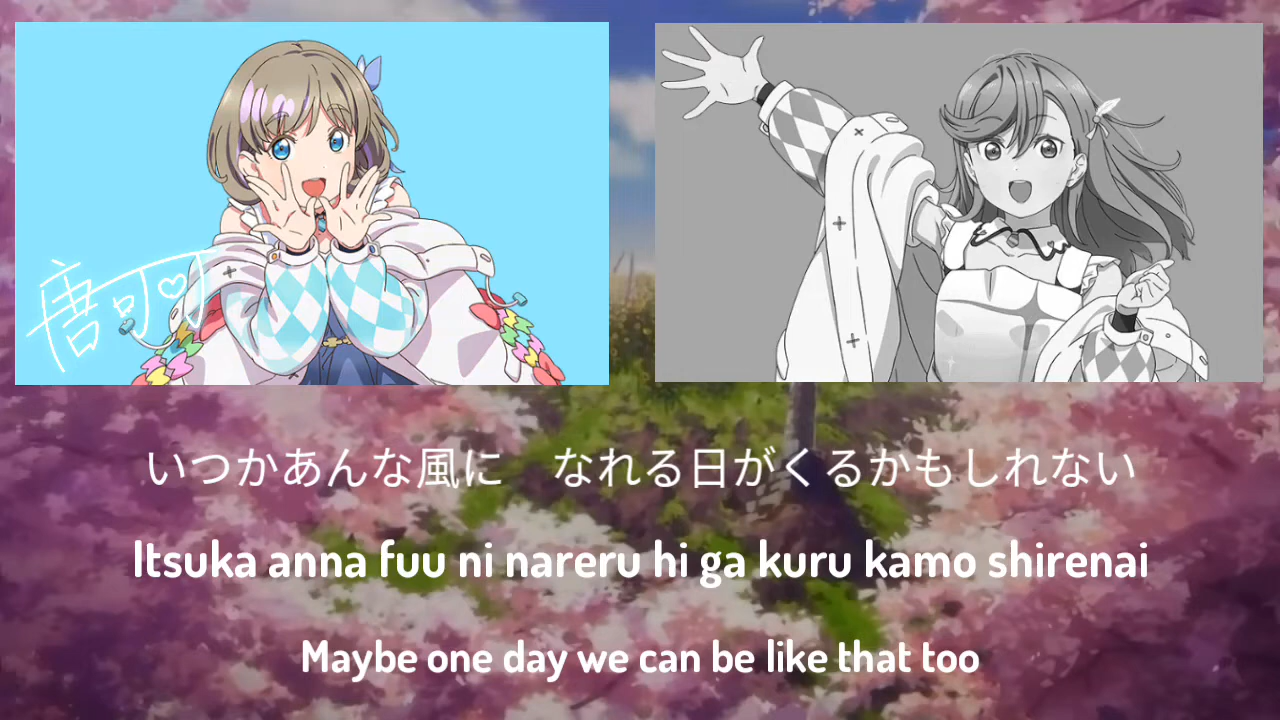 唐可可
いつかあんな風に　なれる日がくるかもしれない
Itsuka anna fuu ni nareru hi ga kuru kamo shirenai
Maybe one day we can be like that too